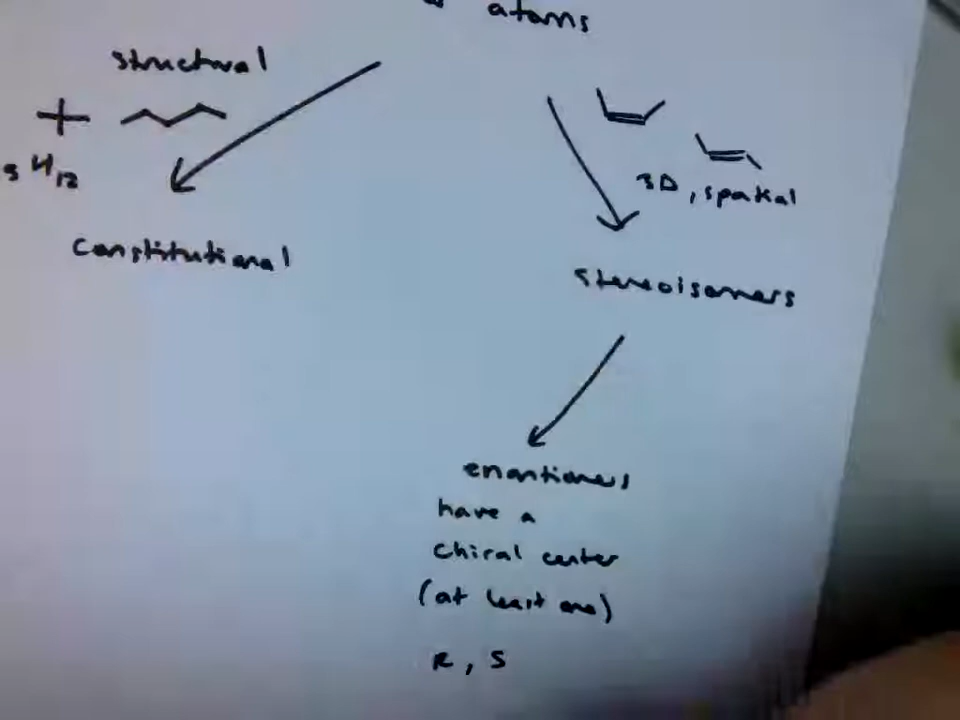 atoms
structural
5 H12
3D, spatial
constitutional
stereoisomers
enantiomers
have a
chiral center
(at least one)
R, S